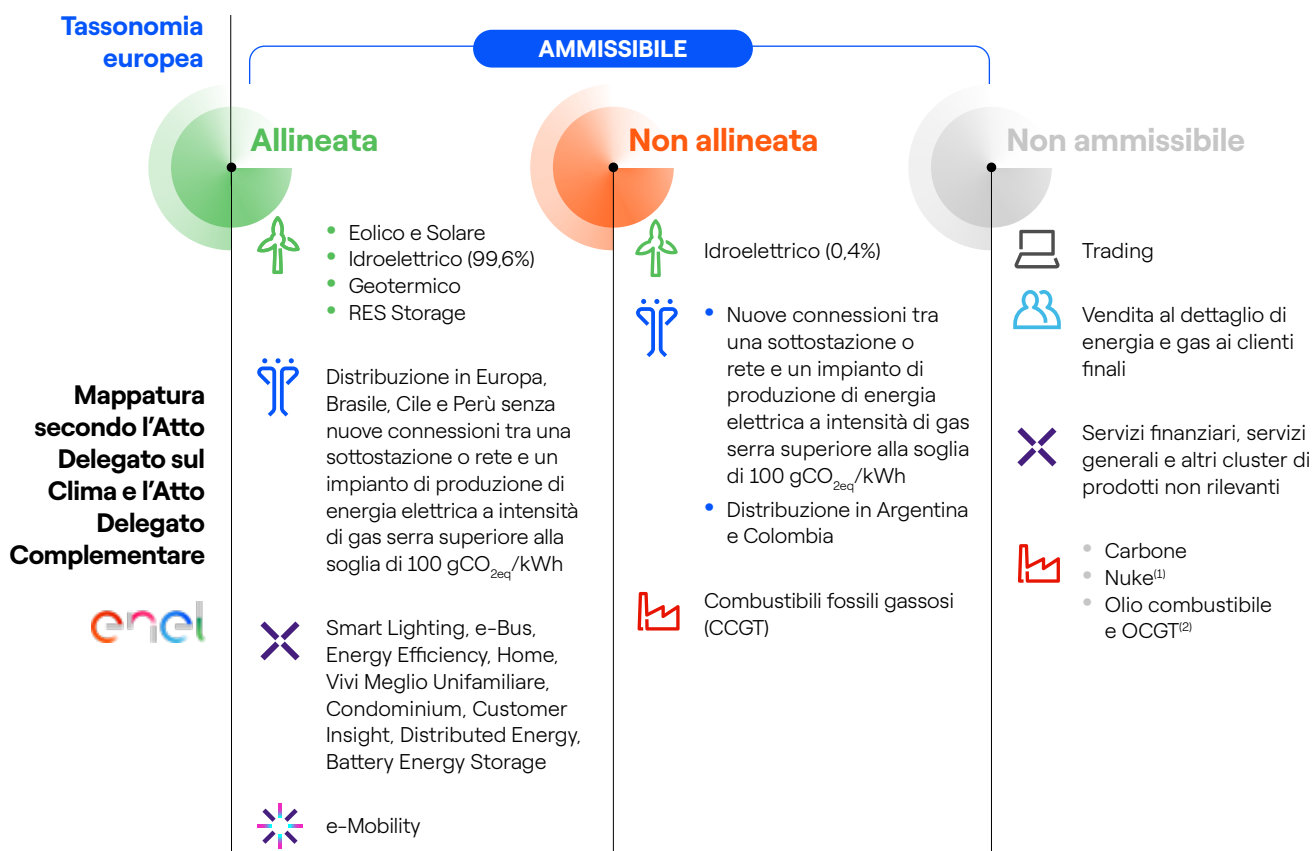 Tassonomia
europea
AMMISSIBILE
Allineata
Non allineata
Non ammissibile
Mappatura
secondo l’Atto
Delegato sul
Clima e l’Atto
Delegato
Complementare
enel
• Eolico e Solare
• Idroelettrico (99,6%)
• Geotermico
• RES Storage
Distribuzione in Europa,
Brasile, Cile e Perù senza
nuove connessioni tra una
sottostazione o rete e un
impianto di produzione di
energia elettrica a intensità
di gas serra superiore alla
soglia di 100 gCO2eq/kWh
Smart Lighting, e-Bus,
Energy Efficiency, Home,
Vivi Meglio Unifamiliare,
Condominium, Customer
Insight, Distributed Energy,
Battery Energy Storage
e-Mobility
Idroelettrico (0,4%)
• Nuove connessioni tra
una sottostazione o
rete e un impianto di
produzione di energia
elettrica a intensità di gas
serra superiore alla soglia
di 100 gCO2eq/kWh
• Distribuzione in Argentina
e Colombia
Combustibili fossili gassosi
(CCGT)
Trading
Vendita al dettaglio di
energia e gas ai clienti
finali
Servizi finanziari, servizi
generali e altri cluster di
prodotti non rilevanti
• Carbone
• Nuke(1)
• Olio combustibile
e OCGT(2)